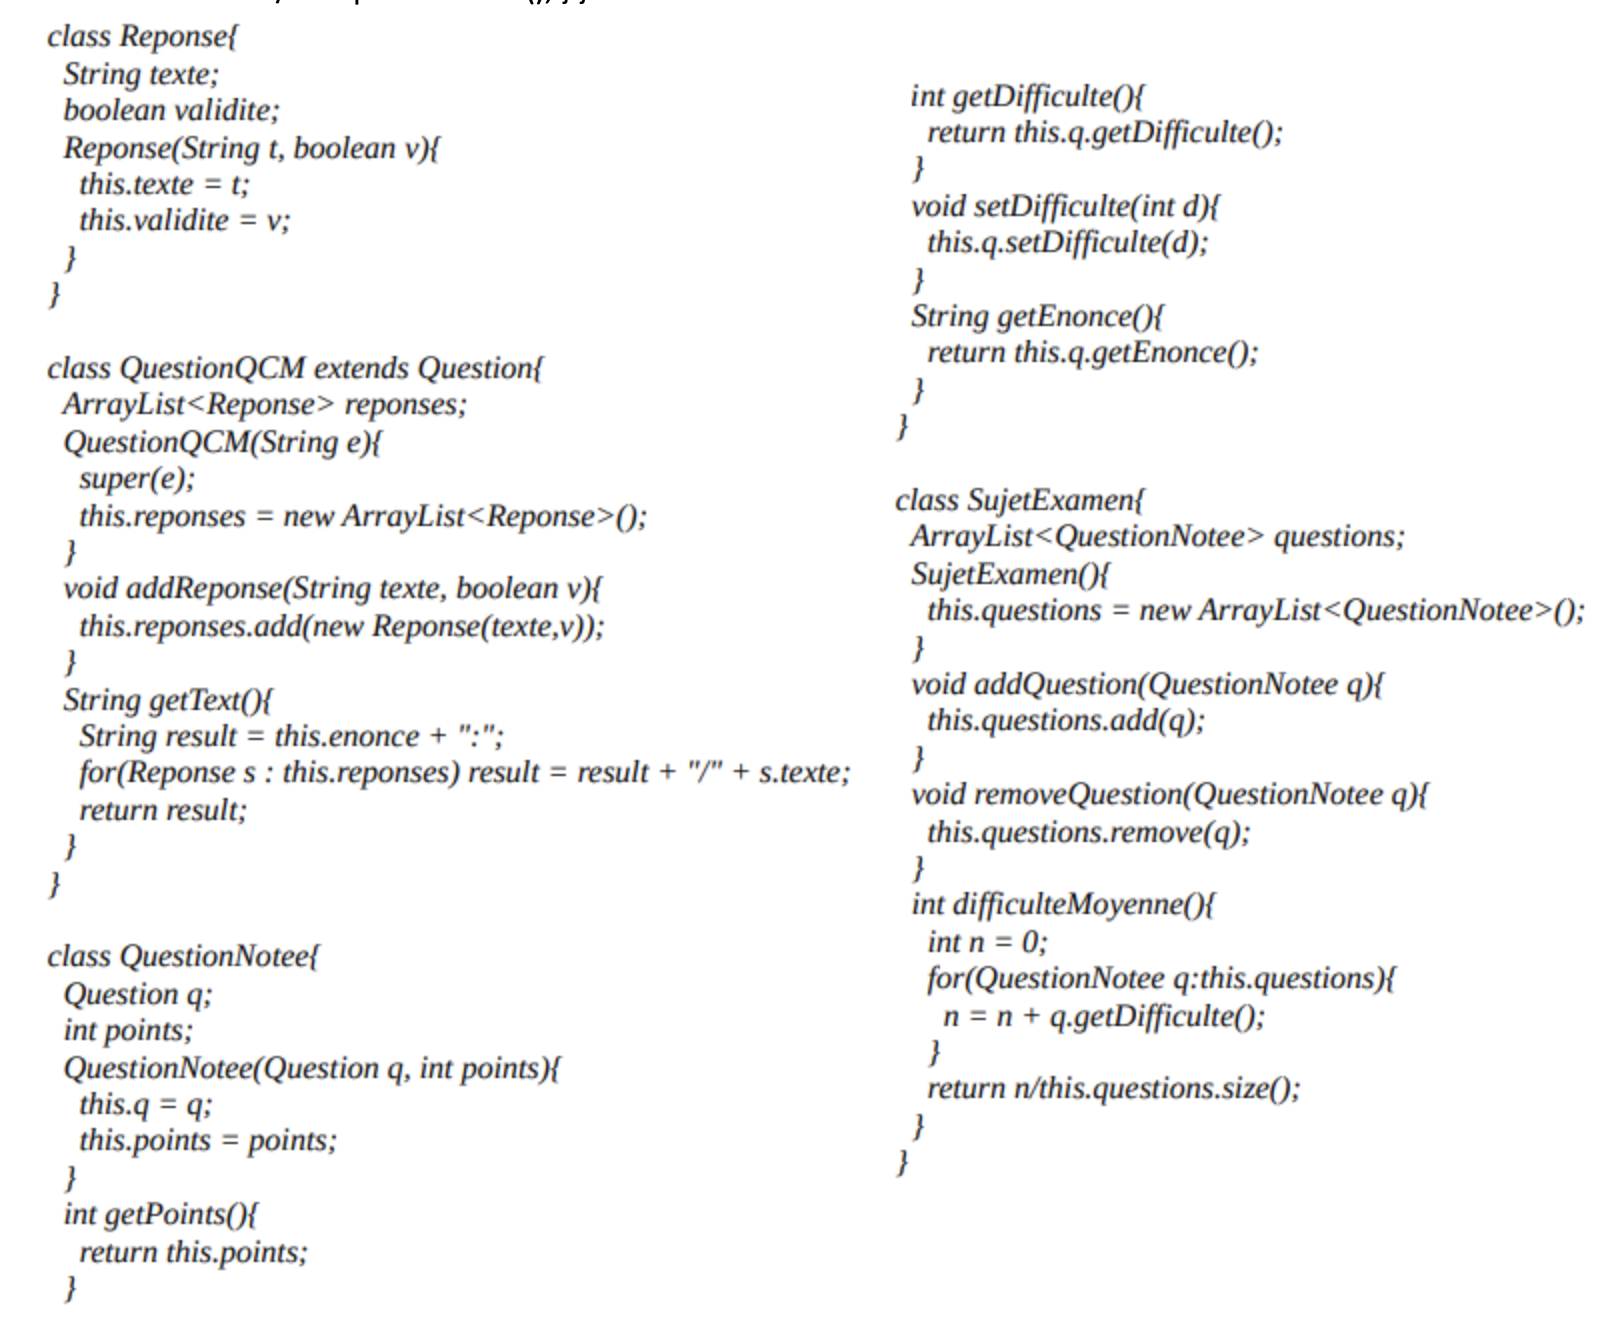 class Reponse{
String texte;
boolean validite;
Reponse(String t, boolean v){
this.texte = t;
this.validite = v;
}
}
class QuestionQCM extends Question{
ArrayList<Reponse> reponses;
QuestionQCM(String e){
super(e);
this.reponses = new ArrayList<Reponse>();
}
void addReponse(String texte, boolean v){
this.reponses.add(new Reponse(texte,v));
}
String getText(){
String result = this.enonce + ":";
for(Reponse s : this.reponses) result = result + "/" + s.texte;
return result;
}
}
class QuestionNotee{
Question q;
int points;
QuestionNotee(Question q, int points){
this.q = q;
this.points = points;
}
int getPoints(){
return this.points;
}
int getDifficulte(){
return this.q.getDifficulte();
}
void setDifficulte(int d){
this.q.setDifficulte(d);
}
String getEnonce(){
return this.q.getEnonce();
}
}
class SujetExamen{
ArrayList<QuestionNotee> questions;
SujetExamen(){
this.questions = new ArrayList<QuestionNotee>();
}
void addQuestion(QuestionNotee q){
this.questions.add(q);
}
void removeQuestion(QuestionNotee q){
this.questions.remove(q);
}
int difficulteMoyenne(){
int n = 0;
for(QuestionNotee q:this.questions){
n = n + q.getDifficulte();
}
return n/this.questions.size();
}
}